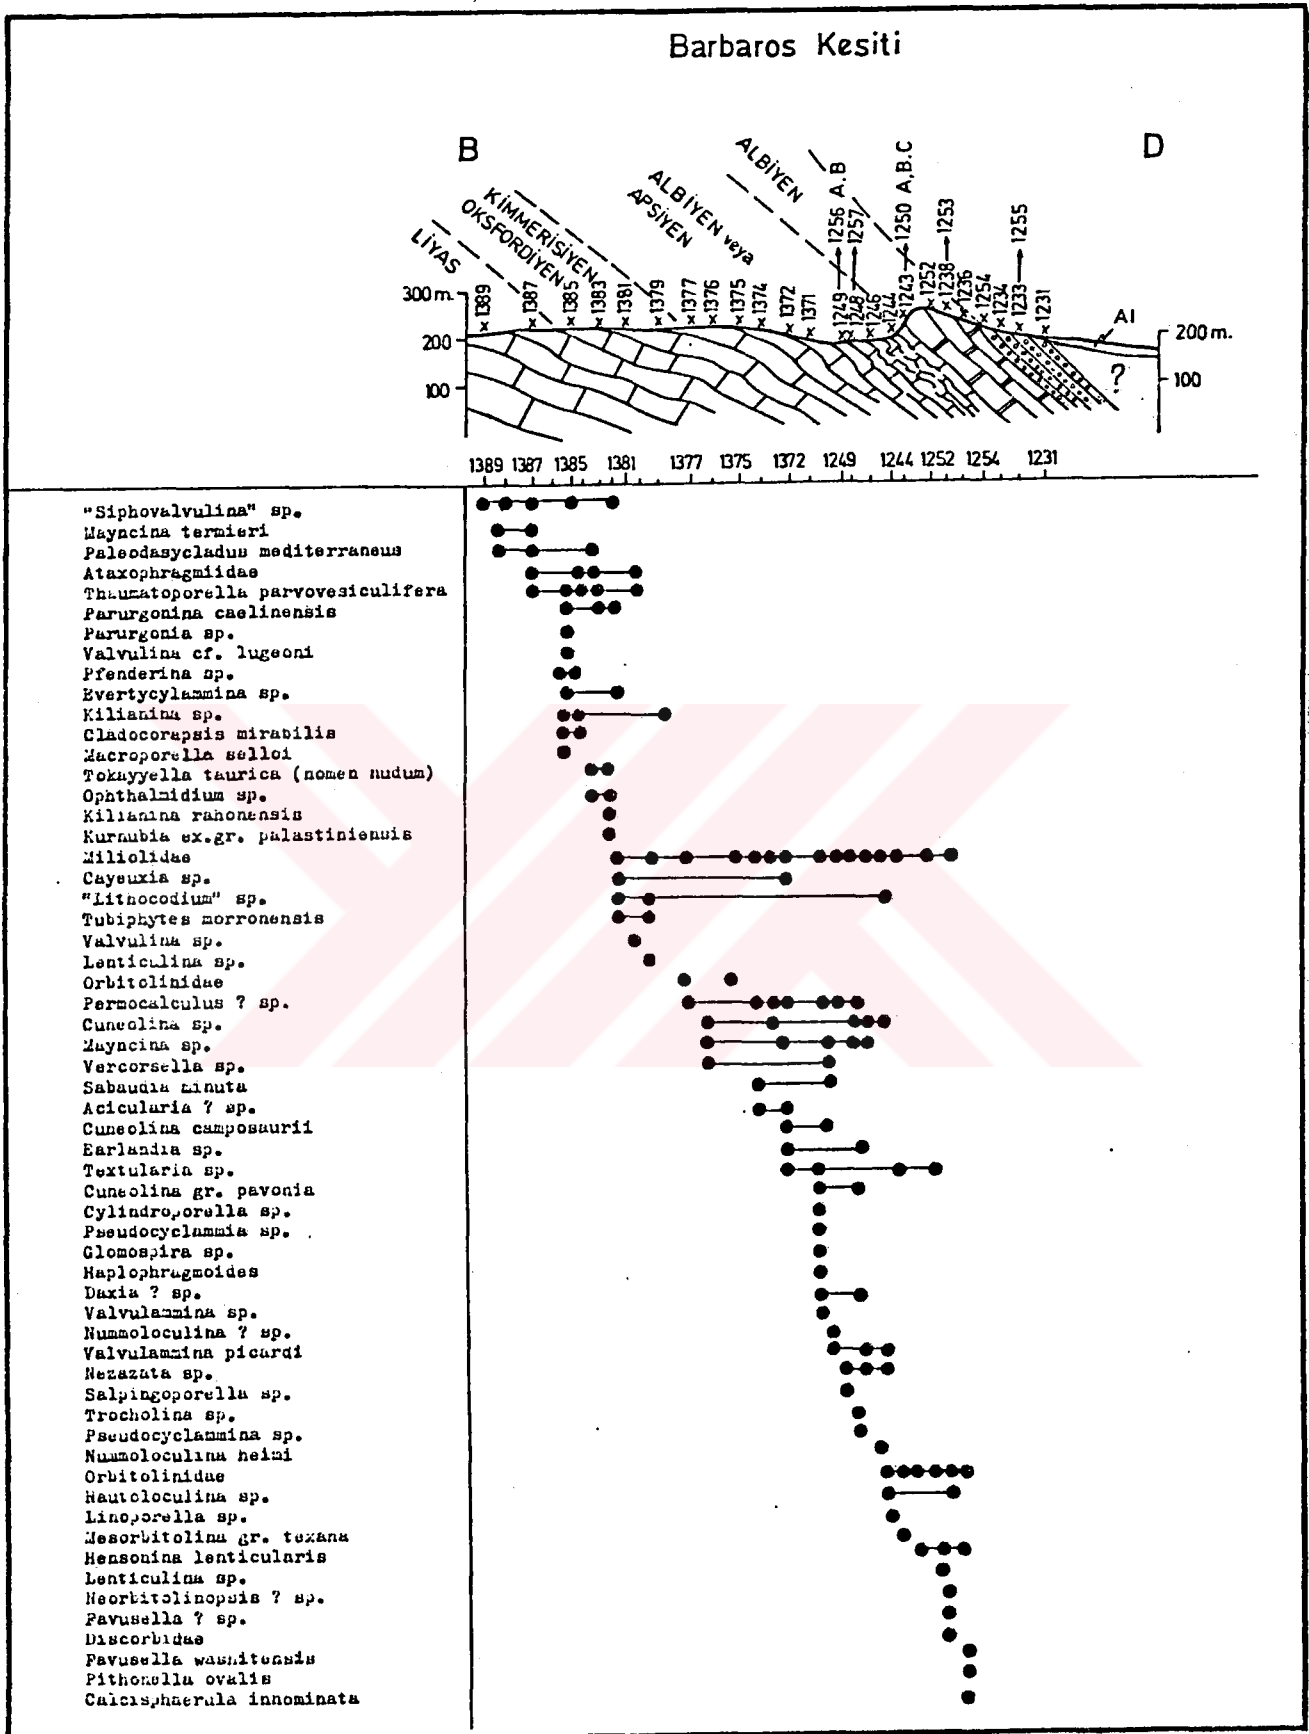 Barbaros Kesiti
B
D
LİYAS
OKSFORDİYEN
KİMMERİSİYEN
ALBİYEN veya
APSİYEN
ALBİYEN
1389
1387
1385
1383
1381
1379
1377
1376
1375
1374
1372
1371
1249→1256 A.B
1248→1257
1246
1244
1243→1250 A,B.C
1252
1238→1253
1236
1254
1234
1233→1255
1231
300 m.
200
100
Al
200 m.
?
100
1389 1387 1385 1381 1377 1375 1372 1249 1244 1252 1254 1231
"Siphovalvulina" sp.
Mayncina termieri
Paleodasycladus mediterraneus
Ataxophragmiidae
Thaumatoporella parvovesiculifera
Parurgonina caelinensis
Parurgonia sp.
Valvulina cf. lugeoni
Pfenderina sp.
Evertycylammina sp.
Kilianina sp.
Cladocorapsis mirabilis
Macroporella selloi
Tokayyella taurica (nomen nudum)
Ophthalmidium sp.
Kilianina rahonensis
Kurnubia ex.gr. palastiniensis
Miliolidae
Cayeuxia sp.
"Lithocodium" sp.
Tubiphytes morronensis
Valvulina sp.
Lenticulina sp.
Orbitolinidae
Permocalculus ? sp.
Cuneolina sp.
Mayncina sp.
Vercorsella sp.
Sabaudia minuta
Acicularia ? sp.
Cuneolina camposaurii
Earlandia sp.
Textularia sp.
Cuneolina gr. pavonia
Cylindroporella sp.
Pseudocyclammia sp.
Glomospira sp.
Haplophragmoides
Daxia ? sp.
Valvulammina sp.
Nummoloculina ? sp.
Valvulammina picardi
Nezazata sp.
Salpingoporella sp.
Trocholina sp.
Pseudocyclammina sp.
Nummoloculina heimi
Orbitolinidae
Hautoloculina sp.
Linoporella sp.
Mesorbitolina gr. texana
Hensonina lenticularis
Lenticulina sp.
Neorbitolinopsis ? sp.
Favusella ? sp.
Discorbidae
Favusella washitensis
Pithonella ovalis
Calcisphaerula innominata